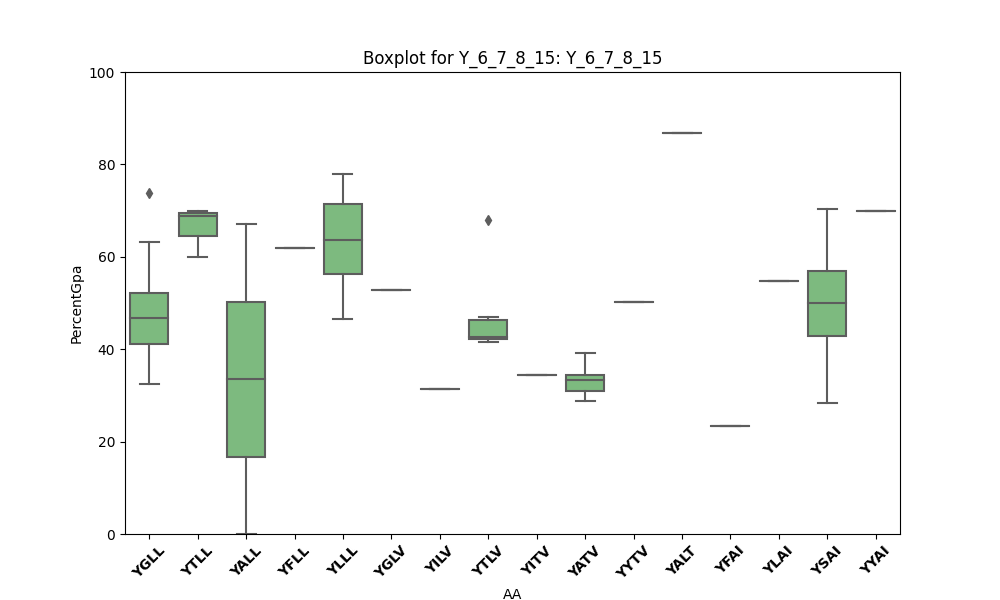 Boxplot for Y_6_7_8_15: Y_6_7_8_15
100
80
60
40
20
0
PercentGpa
YGLL YTLL YALL YFLL YLLL YGLV YILV YTLV YITV YATV YYTV YALT YFAI YLAI YSAI YYAI
AA